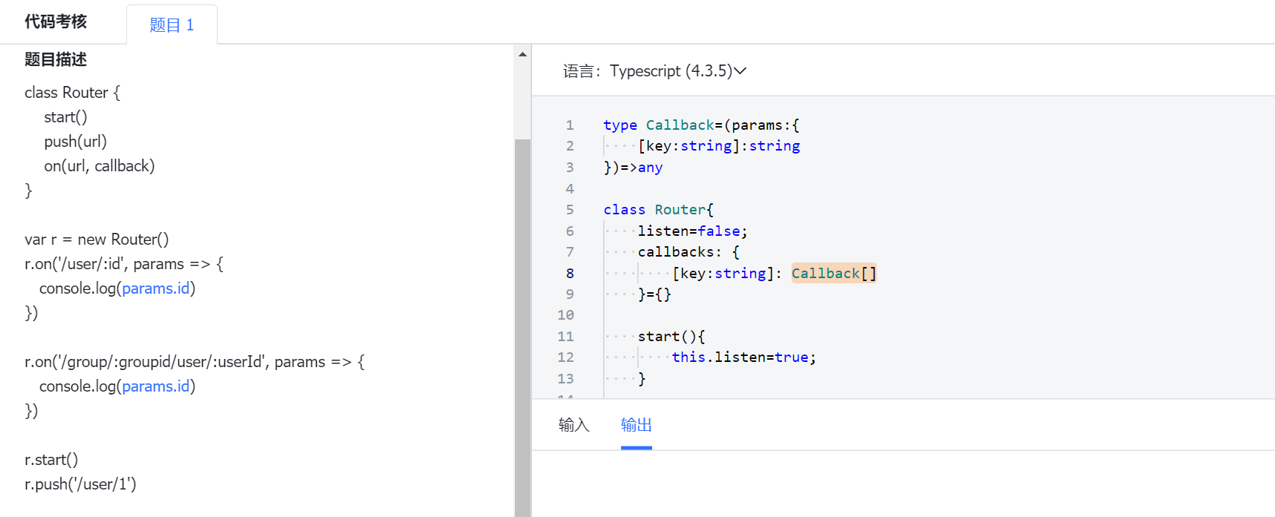 代码考核
题目 1
题目描述
class Router {
start()
push(url)
on(url, callback)
}
var r = new Router()
r.on('/user/:id', params => {
console.log(params.id)
})
r.on('/group/:groupid/user/:userId', params => {
console.log(params.id)
})
r.start()
r.push('/user/1')
语言：Typescript (4.3.5)
1 type Callback=(params:{
2 [key:string]:string
3 })=>any
4
5 class Router{
6 listen=false;
7 callbacks: {
8 [key:string]: Callback[]
9 }={}
10
11 start(){
12 this.listen=true;
13 }
输入 输出